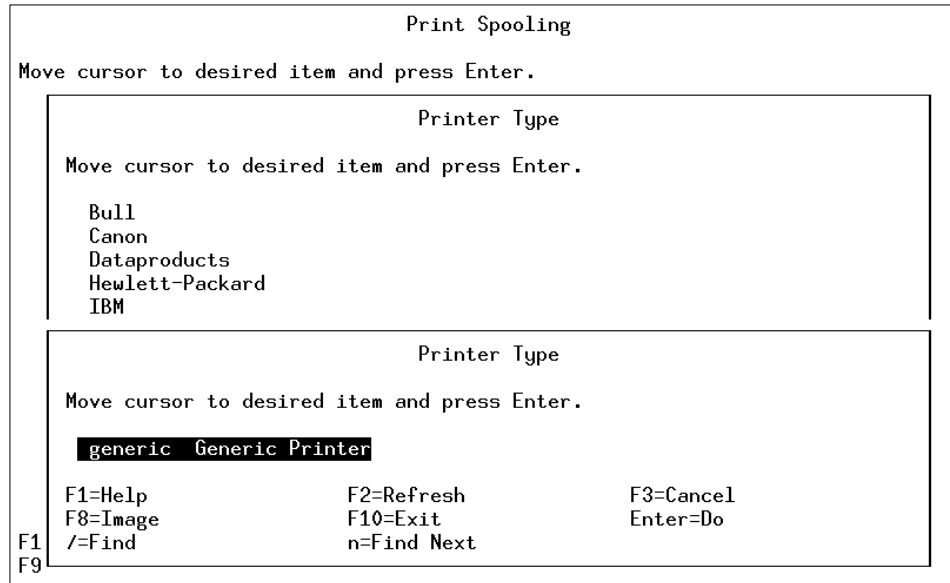 Print Spooling
Move cursor to desired item and press Enter.
Printer Type
Move cursor to desired item and press Enter.
Bull
Canon
Dataproducts
Hewlett-Packard
IBM
Printer Type
Move cursor to desired item and press Enter.
generic  Generic Printer
F1=Help F2=Refresh F3=Cancel
F8=Image F10=Exit Enter=Do
F1 /=Find n=Find Next
F9